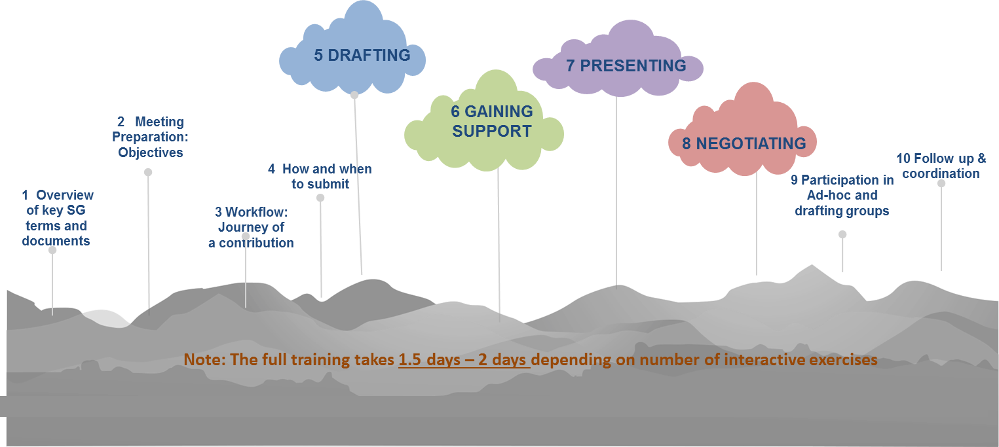 1 Overview
of key SG
terms and
documents
2 Meeting
Preparation:
Objectives
3 Workflow:
Journey of
a contribution
4 How and when
to submit
5 DRAFTING
6 GAINING
SUPPORT
7 PRESENTING
8 NEGOTIATING
9 Participation in
Ad-hoc and
drafting groups
10 Follow up &
coordination
Note: The full training takes 1.5 days – 2 days depending on number of interactive exercises